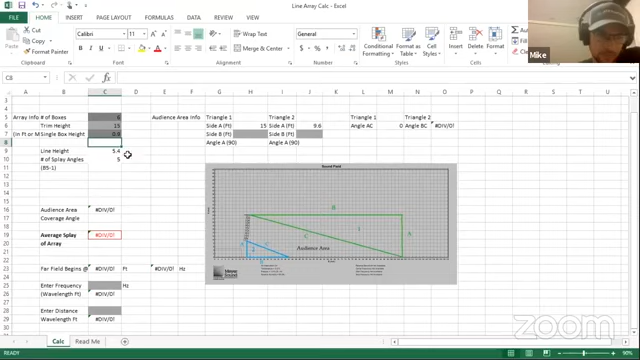 Line Array Calc - Excel
FILE HOME INSERT PAGE LAYOUT FORMULAS DATA REVIEW VIEW
Calibri 11 Wrap Text General Insert Delete Format
Paste B I U Merge & Center $ % Conditional Formatting Format as Table Cell Styles
Clipboard Font Alignment Number Styles Cells
Mike
C8 fx
A B C D E F G H I J K L M N O
Array Info # of Boxes 6 Audience Area Info Triangle 1 Triangle 2 Triangle 1 Triangle 2
Trim Height 15 Side A (Ft) 15 Side A (Ft) 9.6 Angle AC 0 Angle BC #DIV/0!
(in Ft or M Single Box Height 0.9 Side B (Ft) Side B (Ft)
Angle A (90) Angle A (90)
Line Height 5.4
# of Splay Angles 5
(BS-1)
Sound Field
B
C 1 A
2
Audience Area
Meyer Sound
Audience Area #DIV/0!
Coverage Angle
Average Splay #DIV/0!
of Array
Far Field Begins @ #DIV/0! Ft #DIV/0! Hz
Enter Frequency Hz
(Wavelength Ft) #DIV/0!
Enter Distance
Wavelength Ft #DIV/0!
Calc Read Me
READY 90%
zoom